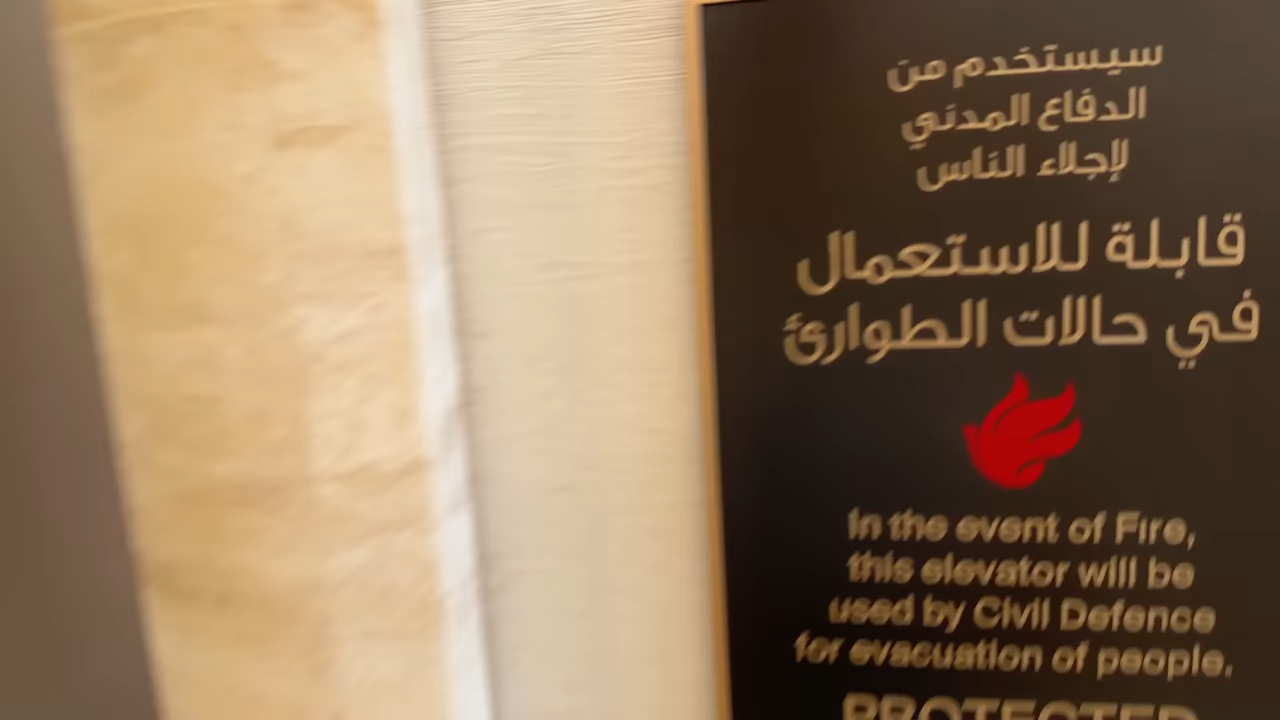 سيستخدم من
الدفاع المدني
لإجلاء الناس
قابلة للاستعمال
في حالات الطوارئ
In the event of Fire,
this elevator will be
used by Civil Defence
for evacuation of people.
PROTECTED